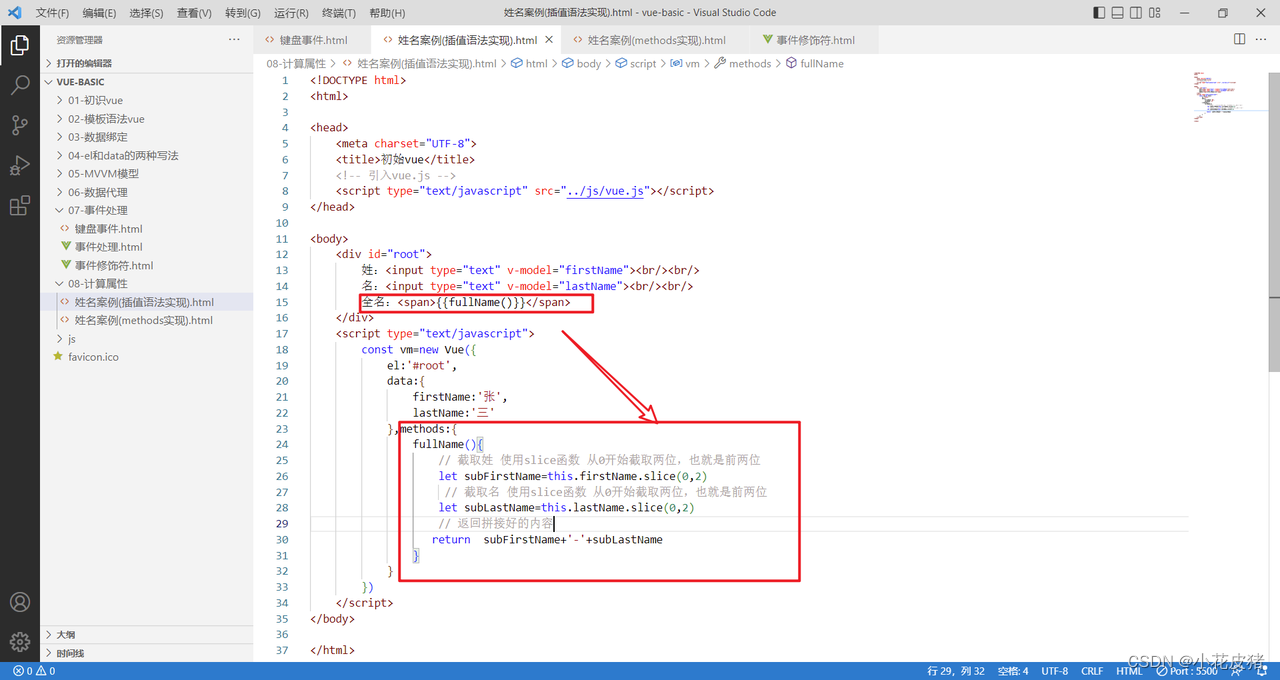 文件(F) 编辑(E) 选择(S) 查看(V) 转到(G) 运行(R) 终端(T) 帮助(H) 姓名案例(插值语法实现).html - vue-basic - Visual Studio Code
资源管理器 ···
键盘事件.html 姓名案例(插值语法实现).html 姓名案例(methods实现).html 事件修饰符.html
08-计算属性 > 姓名案例(插值语法实现).html > html > body > script > vm > methods > fullName
打开的编辑器
VUE-BASIC
01-初识vue
02-模板语法vue
03-数据绑定
04-el和data的两种写法
05-MVVM模型
06-数据代理
07-事件处理
键盘事件.html
事件处理.html
事件修饰符.html
08-计算属性
姓名案例(插值语法实现).html
姓名案例(methods实现).html
js
favicon.ico
大纲
时间线
1 <!DOCTYPE html>
2 <html>
3
4 <head>
5 <meta charset="UTF-8">
6 <title>初始vue</title>
7 <!-- 引入vue.js -->
8 <script type="text/javascript" src="../js/vue.js"></script>
9 </head>
10
11 <body>
12 <div id="root">
13 姓：<input type="text" v-model="firstName"><br/><br/>
14 名：<input type="text" v-model="lastName"><br/><br/>
15 全名：<span>{{fullName()}}</span>
16 </div>
17 <script type="text/javascript">
18 const vm=new Vue({
19 el:'#root',
20 data:{
21 firstName:'张',
22 lastName:'三'
23 },methods:{
24 fullName(){
25 // 截取姓 使用slice函数 从0开始截取两位，也就是前两位
26 let subFirstName=this.firstName.slice(0,2)
27 // 截取名 使用slice函数 从0开始截取两位，也就是前两位
28 let subLastName=this.lastName.slice(0,2)
29 // 返回拼接好的内容
30 return subFirstName+'-'+subLastName
31 }
32 }
33 })
34 </script>
35 </body>
36
37 </html>
CSDN @小花皮猪
0 0 行 29，列 32 空格: 4 UTF-8 CRLF HTML Port : 5500